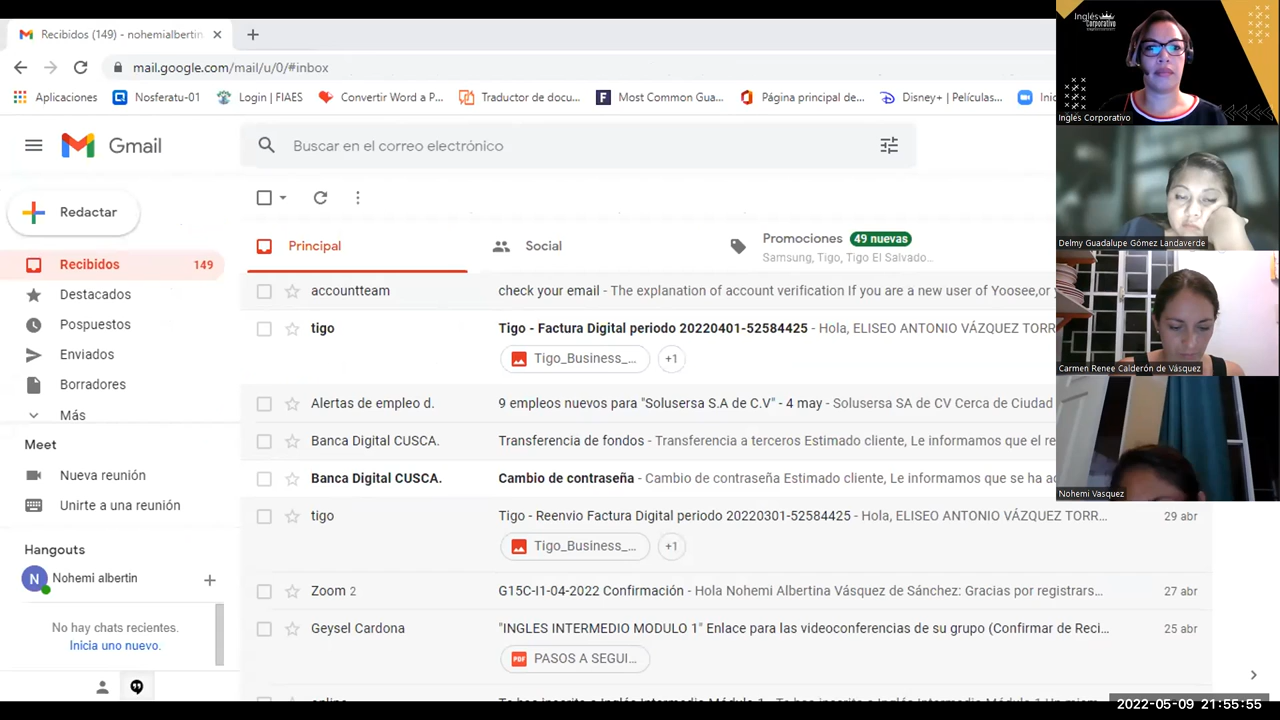 Recibidos (149) - nohemialbertin
mail.google.com/mail/u/0/#inbox
Aplicaciones
Nosferatu-01
Login | FIAES
Convertir Word a P...
Traductor de docu...
Most Common Gua...
Página principal de...
Disney+ | Películas...
Gmail
Buscar en el correo electrónico
Redactar
Recibidos 149
Destacados
Pospuestos
Enviados
Borradores
Más
Meet
Nueva reunión
Unirte a una reunión
Hangouts
N
Nohemi albertin
No hay chats recientes.
Inicia uno nuevo.
Principal
Social
Promociones 49 nuevas
Samsung, Tigo, Tigo El Salvado...
accountteam check your email - The explanation of account verification If you are a new user of Yoosee,or
tigo Tigo - Factura Digital periodo 20220401-52584425 - Hola, ELISEO ANTONIO VÁZQUEZ TORR
Tigo_Business_... +1
Alertas de empleo d. 9 empleos nuevos para "Solusersa S.A de C.V" - 4 may - Solusersa SA de CV Cerca de Ciudad
Banca Digital CUSCA. Transferencia de fondos - Transferencia a terceros Estimado cliente, Le informamos que el re
Banca Digital CUSCA. Cambio de contraseña - Cambio de contraseña Estimado cliente, Le informamos que se ha
tigo Tigo - Reenvio Factura Digital periodo 20220301-52584425 - Hola, ELISEO ANTONIO VÁZQUEZ TORR... 29 abr
Tigo_Business_... +1
Zoom 2 G15C-I1-04-2022 Confirmación - Hola Nohemi Albertina Vásquez de Sánchez: Gracias por registrars... 27 abr
Geysel Cardona "INGLES INTERMEDIO MODULO 1" Enlace para las videoconferencias de su grupo (Confirmar de Reci... 25 abr
PDF PASOS A SEGUI...
Inglés
Corporativo
Inglés Corporativo
Delmy Guadalupe Gómez Landaverde
Carmen Renee Calderón de Vásquez
Nohemi Vasquez
2022-05-09 21:55:55